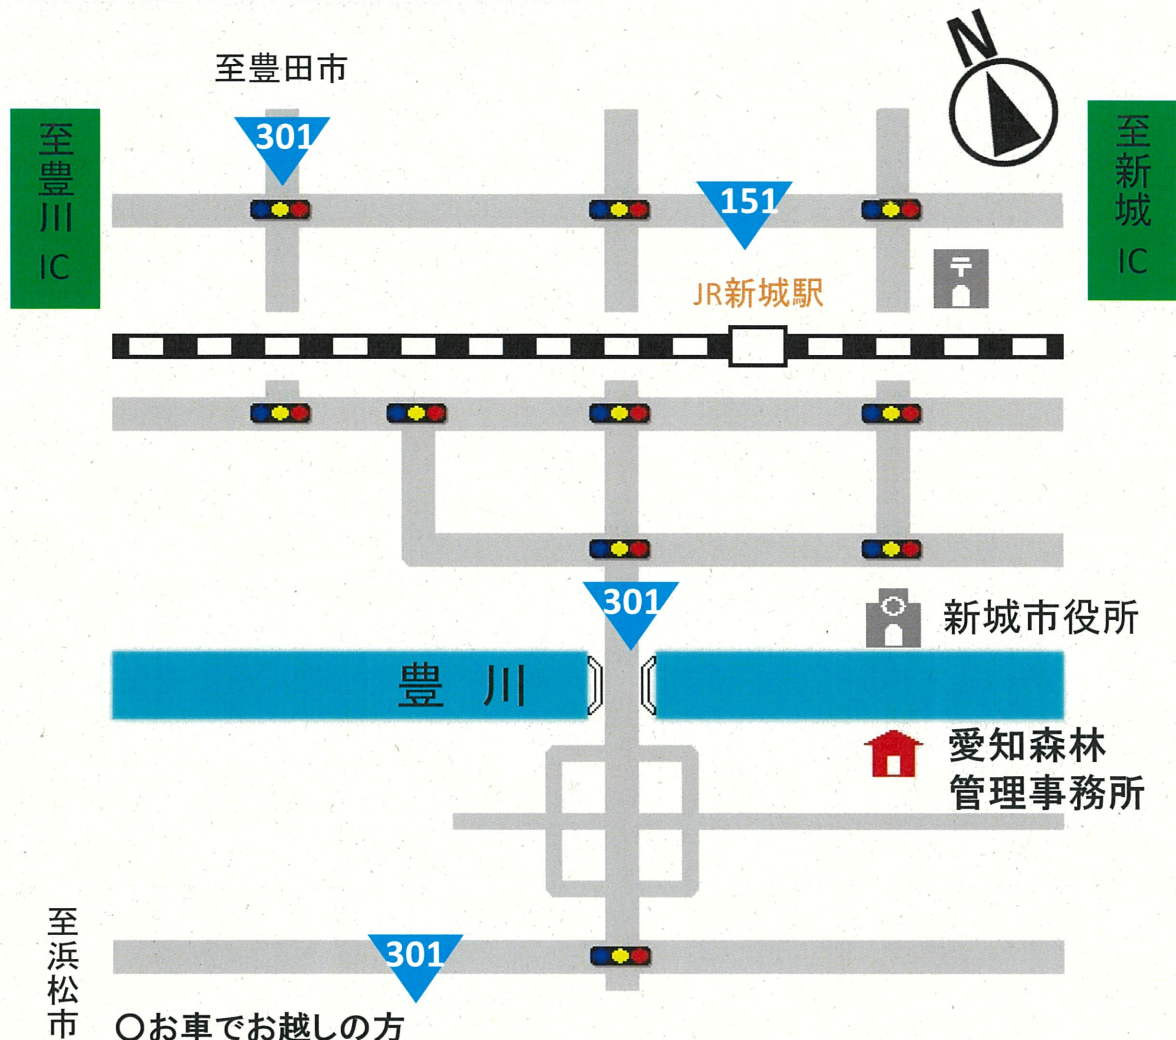 N
至豊田市
301
至豊川IC
151
至新城IC
〒
JR新城駅
301
新城市役所
豊川
愛知森林
管理事務所
至浜松市
301
〇お車でお越しの方